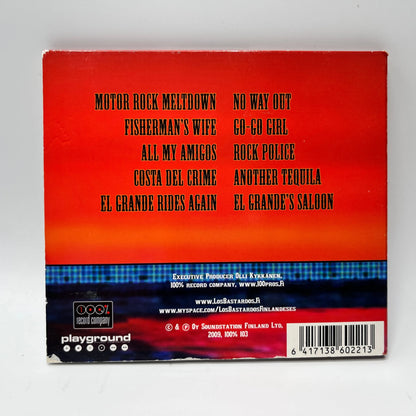 MOTOR ROCK MELTDOWN
FISHERMAN'S WIFE
ALL MY AMIGOS
COSTA DEL CRIME
EL GRANDE RIDES AGAIN
NO WAY OUT
GO-GO GIRL
ROCK POLICE
ANOTHER TEQUILA
EL GRANDE'S SALOON
EXECUTIVE PRODUCER OLLI KYKKÄNEN,
100% RECORD COMPANY, WWW.100PROS.FI
WWW.LOSBASTARDOS.FI
WWW.MYSPACE.COM/LOSBASTARDOSFINLANDESES
© & ℗ OY SOUNDSTATION FINLAND LTD,
2009, 100% 103
100%
record company
playground
6 417138 602213